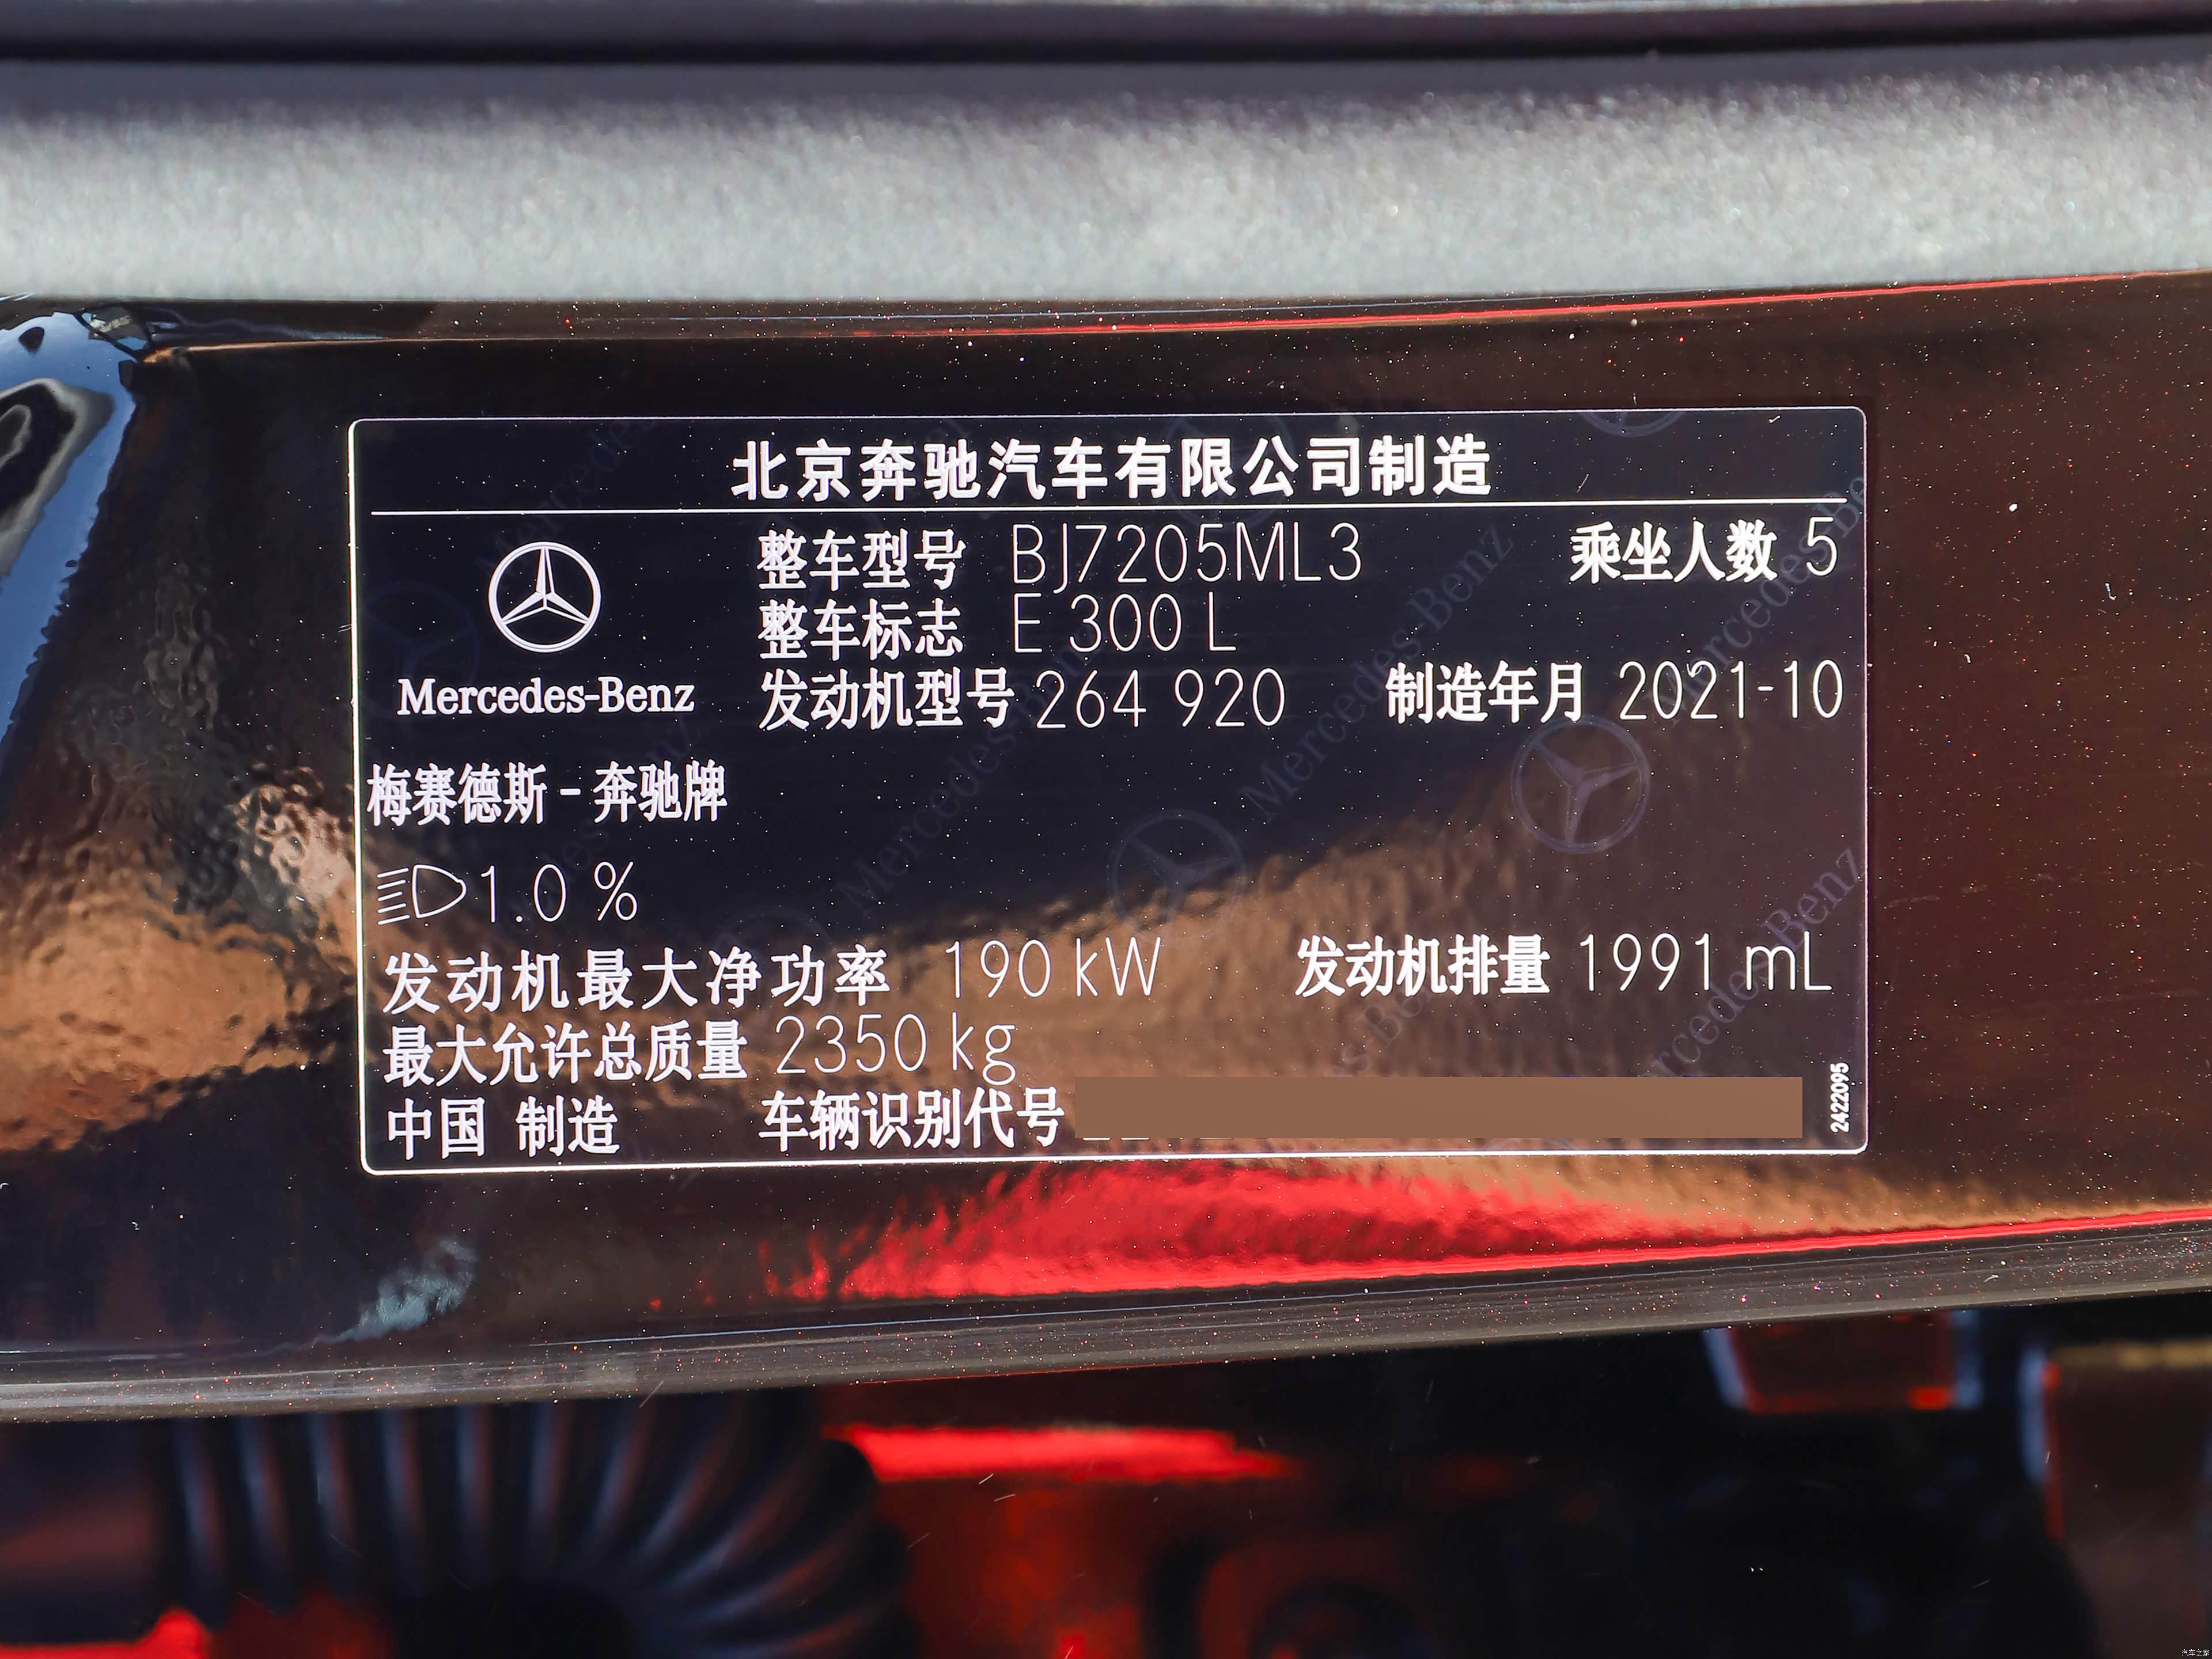 北京奔驰汽车有限公司制造
整车型号 BJ7205ML3 乘坐人数 5
整车标志 E 300 L
Mercedes-Benz
发动机型号 264 920 制造年月 2021-10
梅赛德斯-奔驰牌
1.0 %
发动机最大净功率 190 kW 发动机排量 1991 mL
最大允许总质量 2350 kg
中国 制造 车辆识别代号
2422095
汽车之家